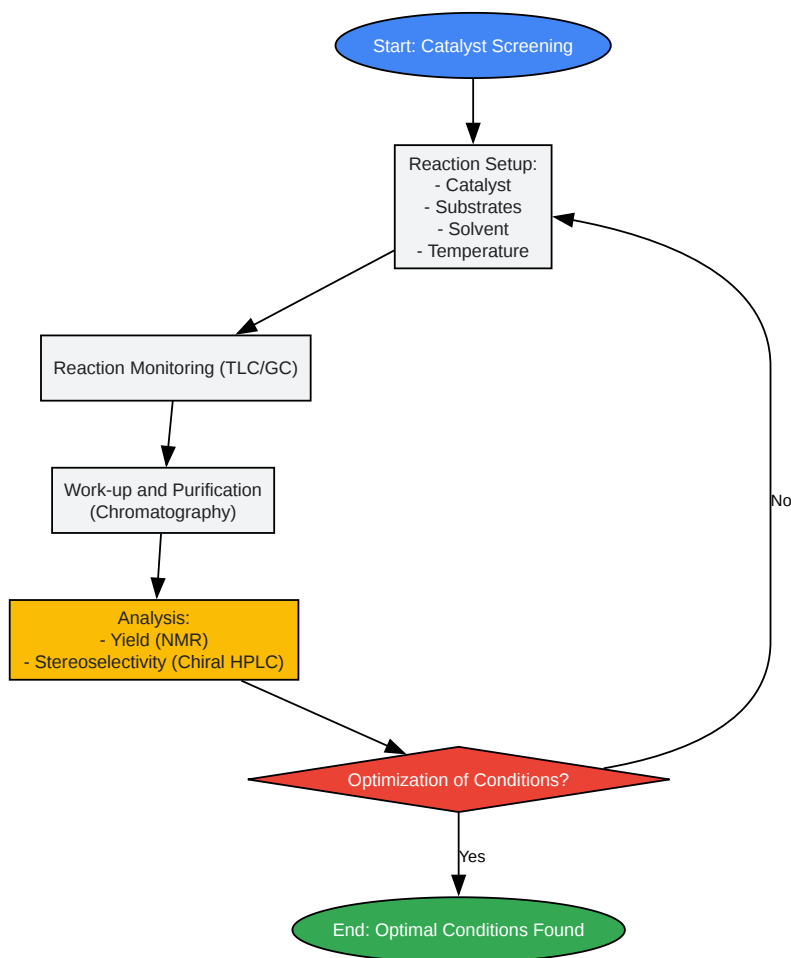 Start: Catalyst Screening
Reaction Setup:
- Catalyst
- Substrates
- Solvent
- Temperature
Reaction Monitoring (TLC/GC)
Work-up and Purification
(Chromatography)
Analysis:
- Yield (NMR)
- Stereoselectivity (Chiral HPLC)
Optimization of Conditions?
No
Yes
End: Optimal Conditions Found